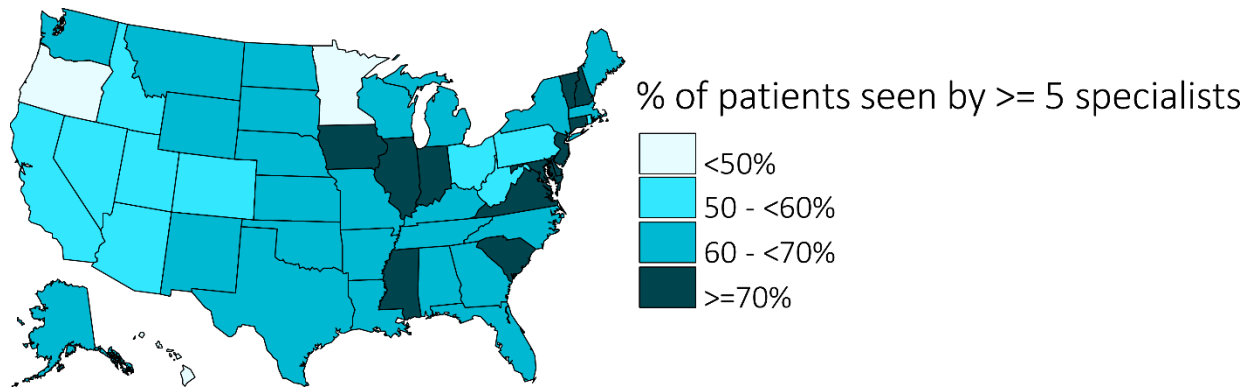 % of patients seen by >= 5 specialists
<50%
50 - <60%
60 - <70%
>=70%